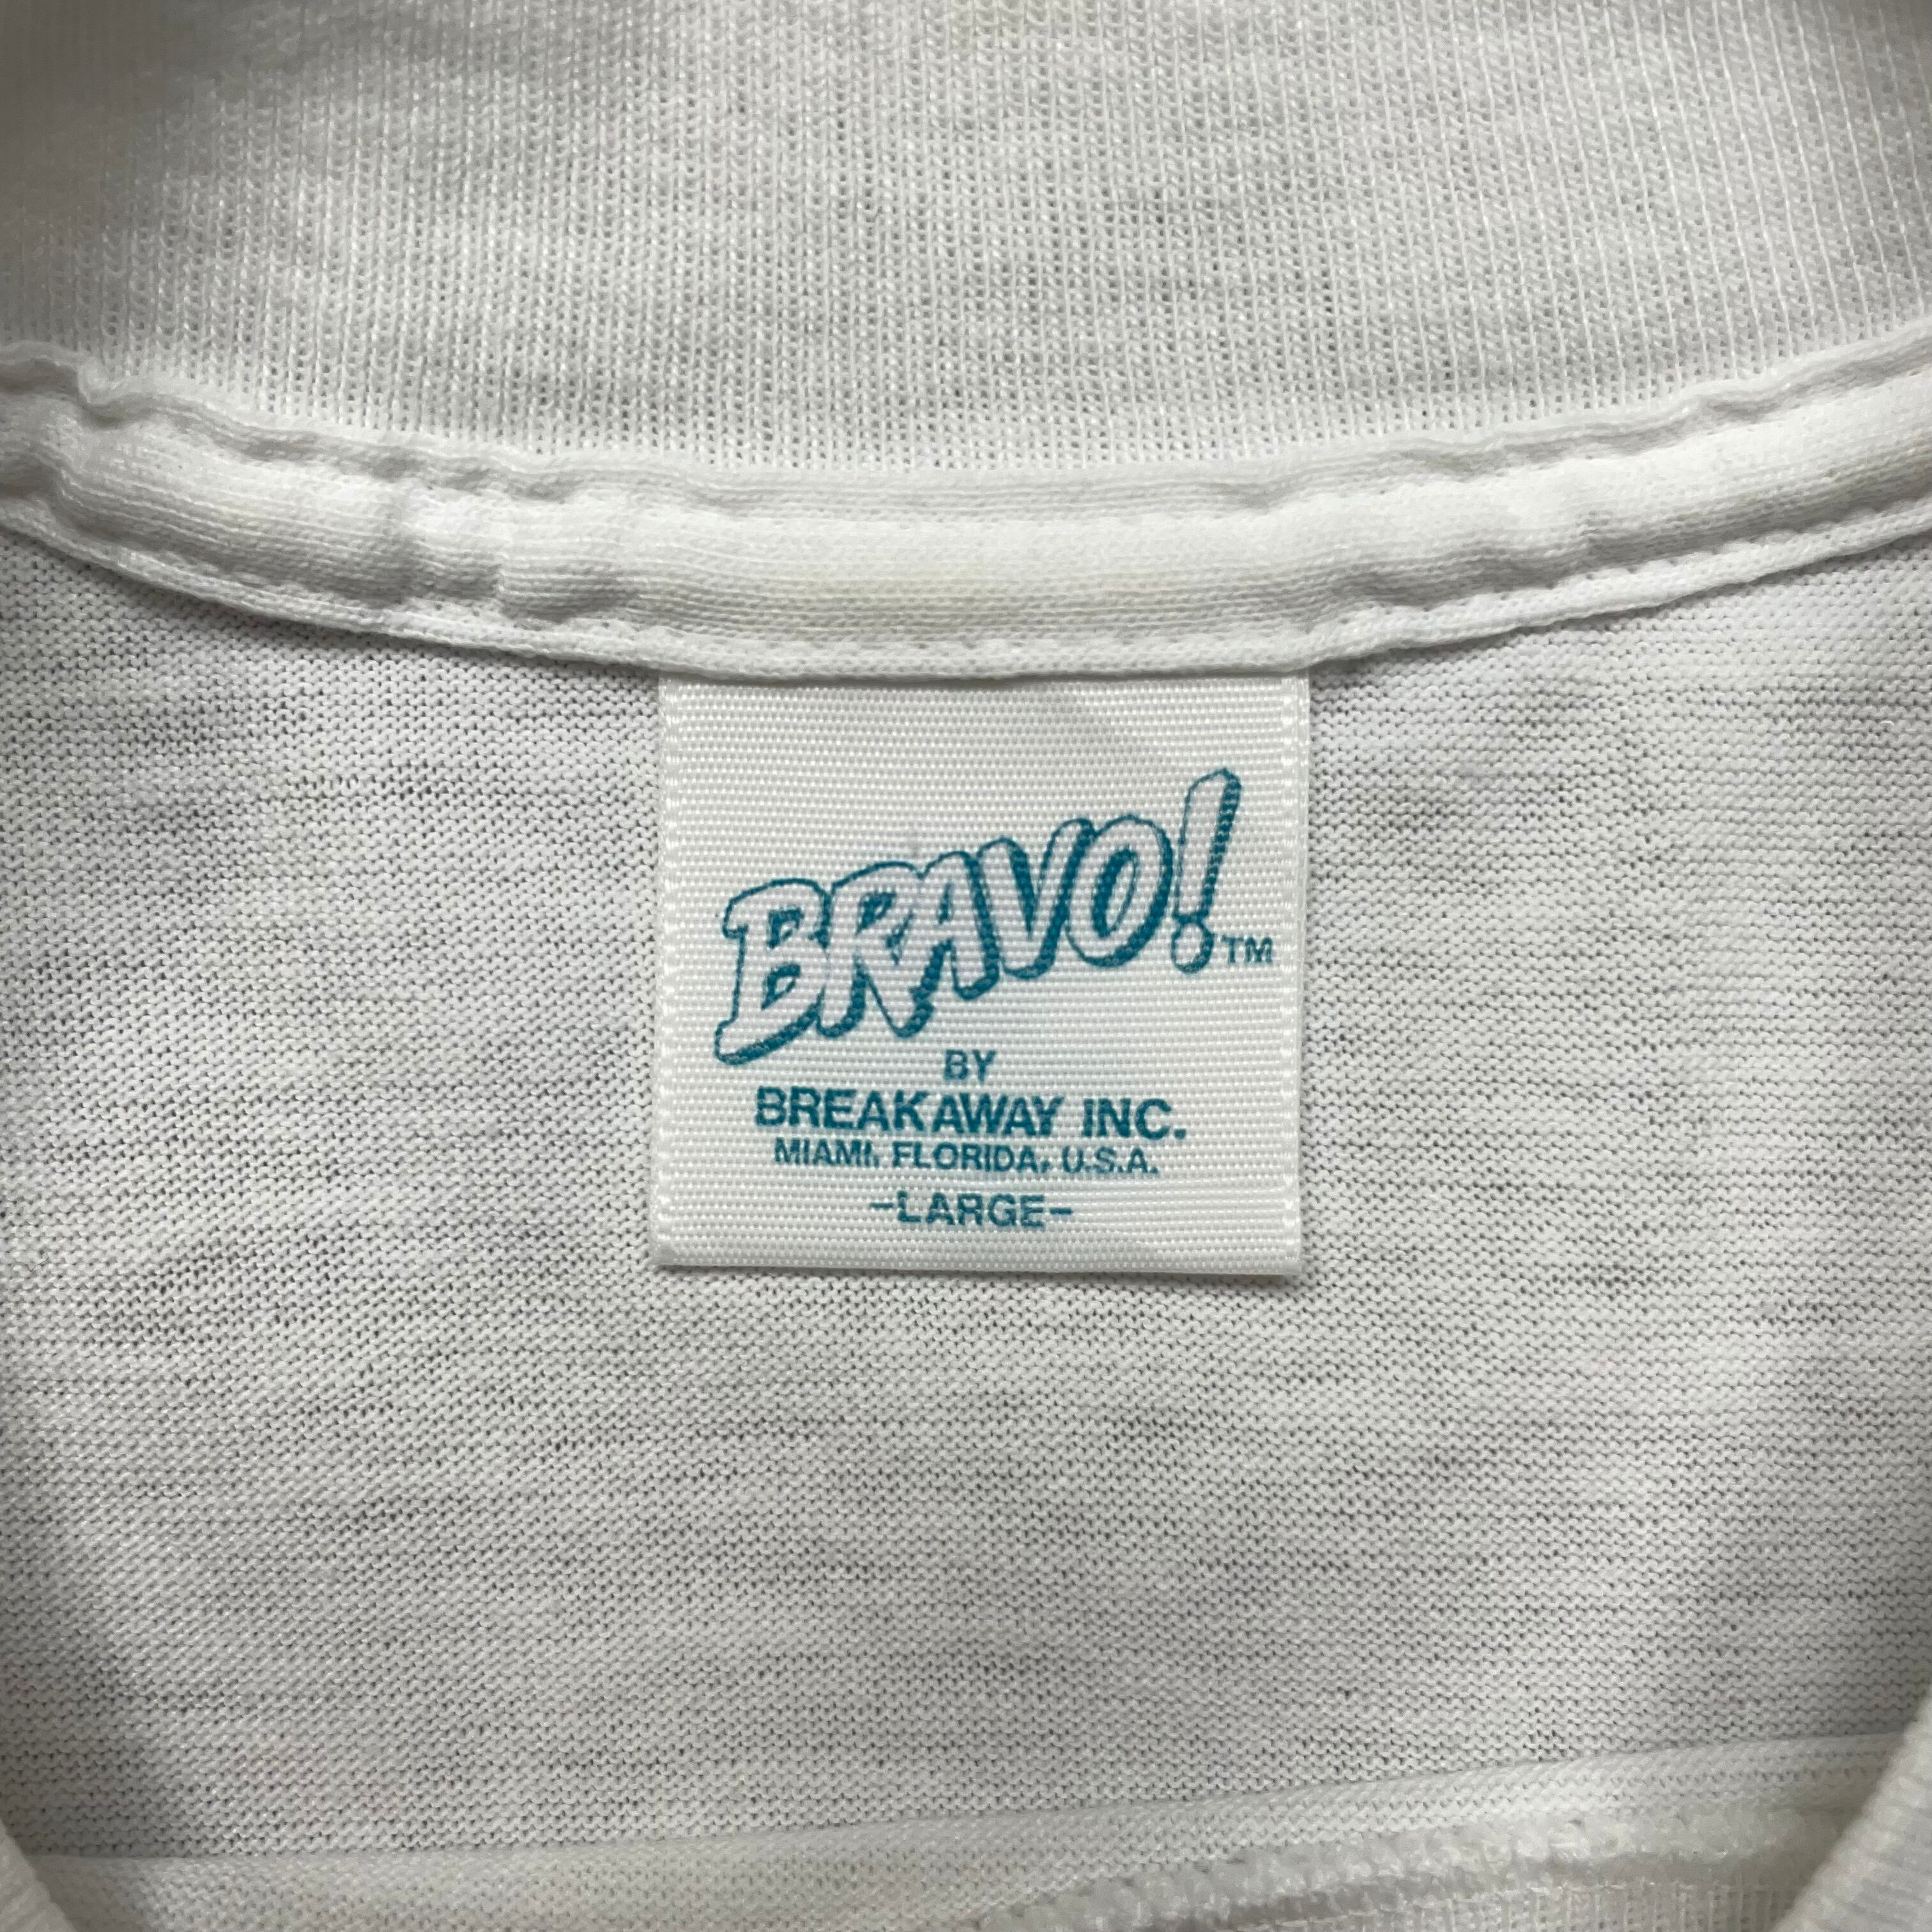 BRAVO!™
BY
BREAKAWAY INC.
MIAMI, FLORIDA, U.S.A.
-LARGE-